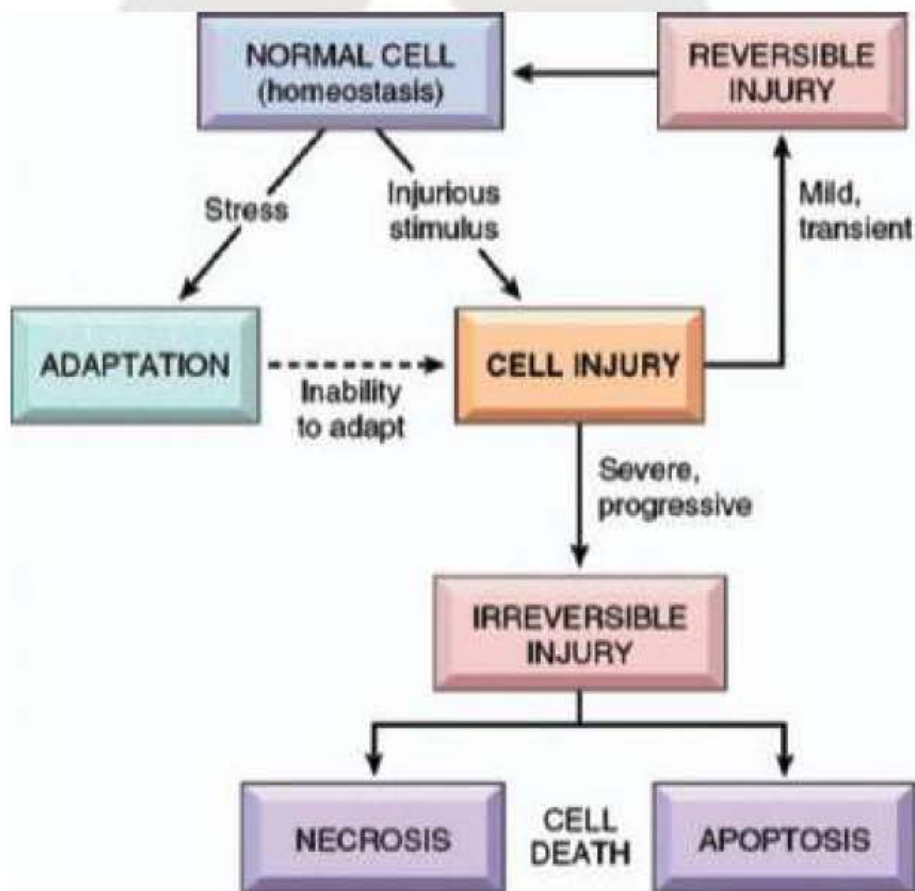 NORMAL CELL
(homeostasis)
REVERSIBLE
INJURY
Stress
Injurious
stimulus
Mild,
transient
ADAPTATION
Inability
to adapt
CELL INJURY
Severe,
progressive
IRREVERSIBLE
INJURY
NECROSIS
CELL
DEATH
APOPTOSIS